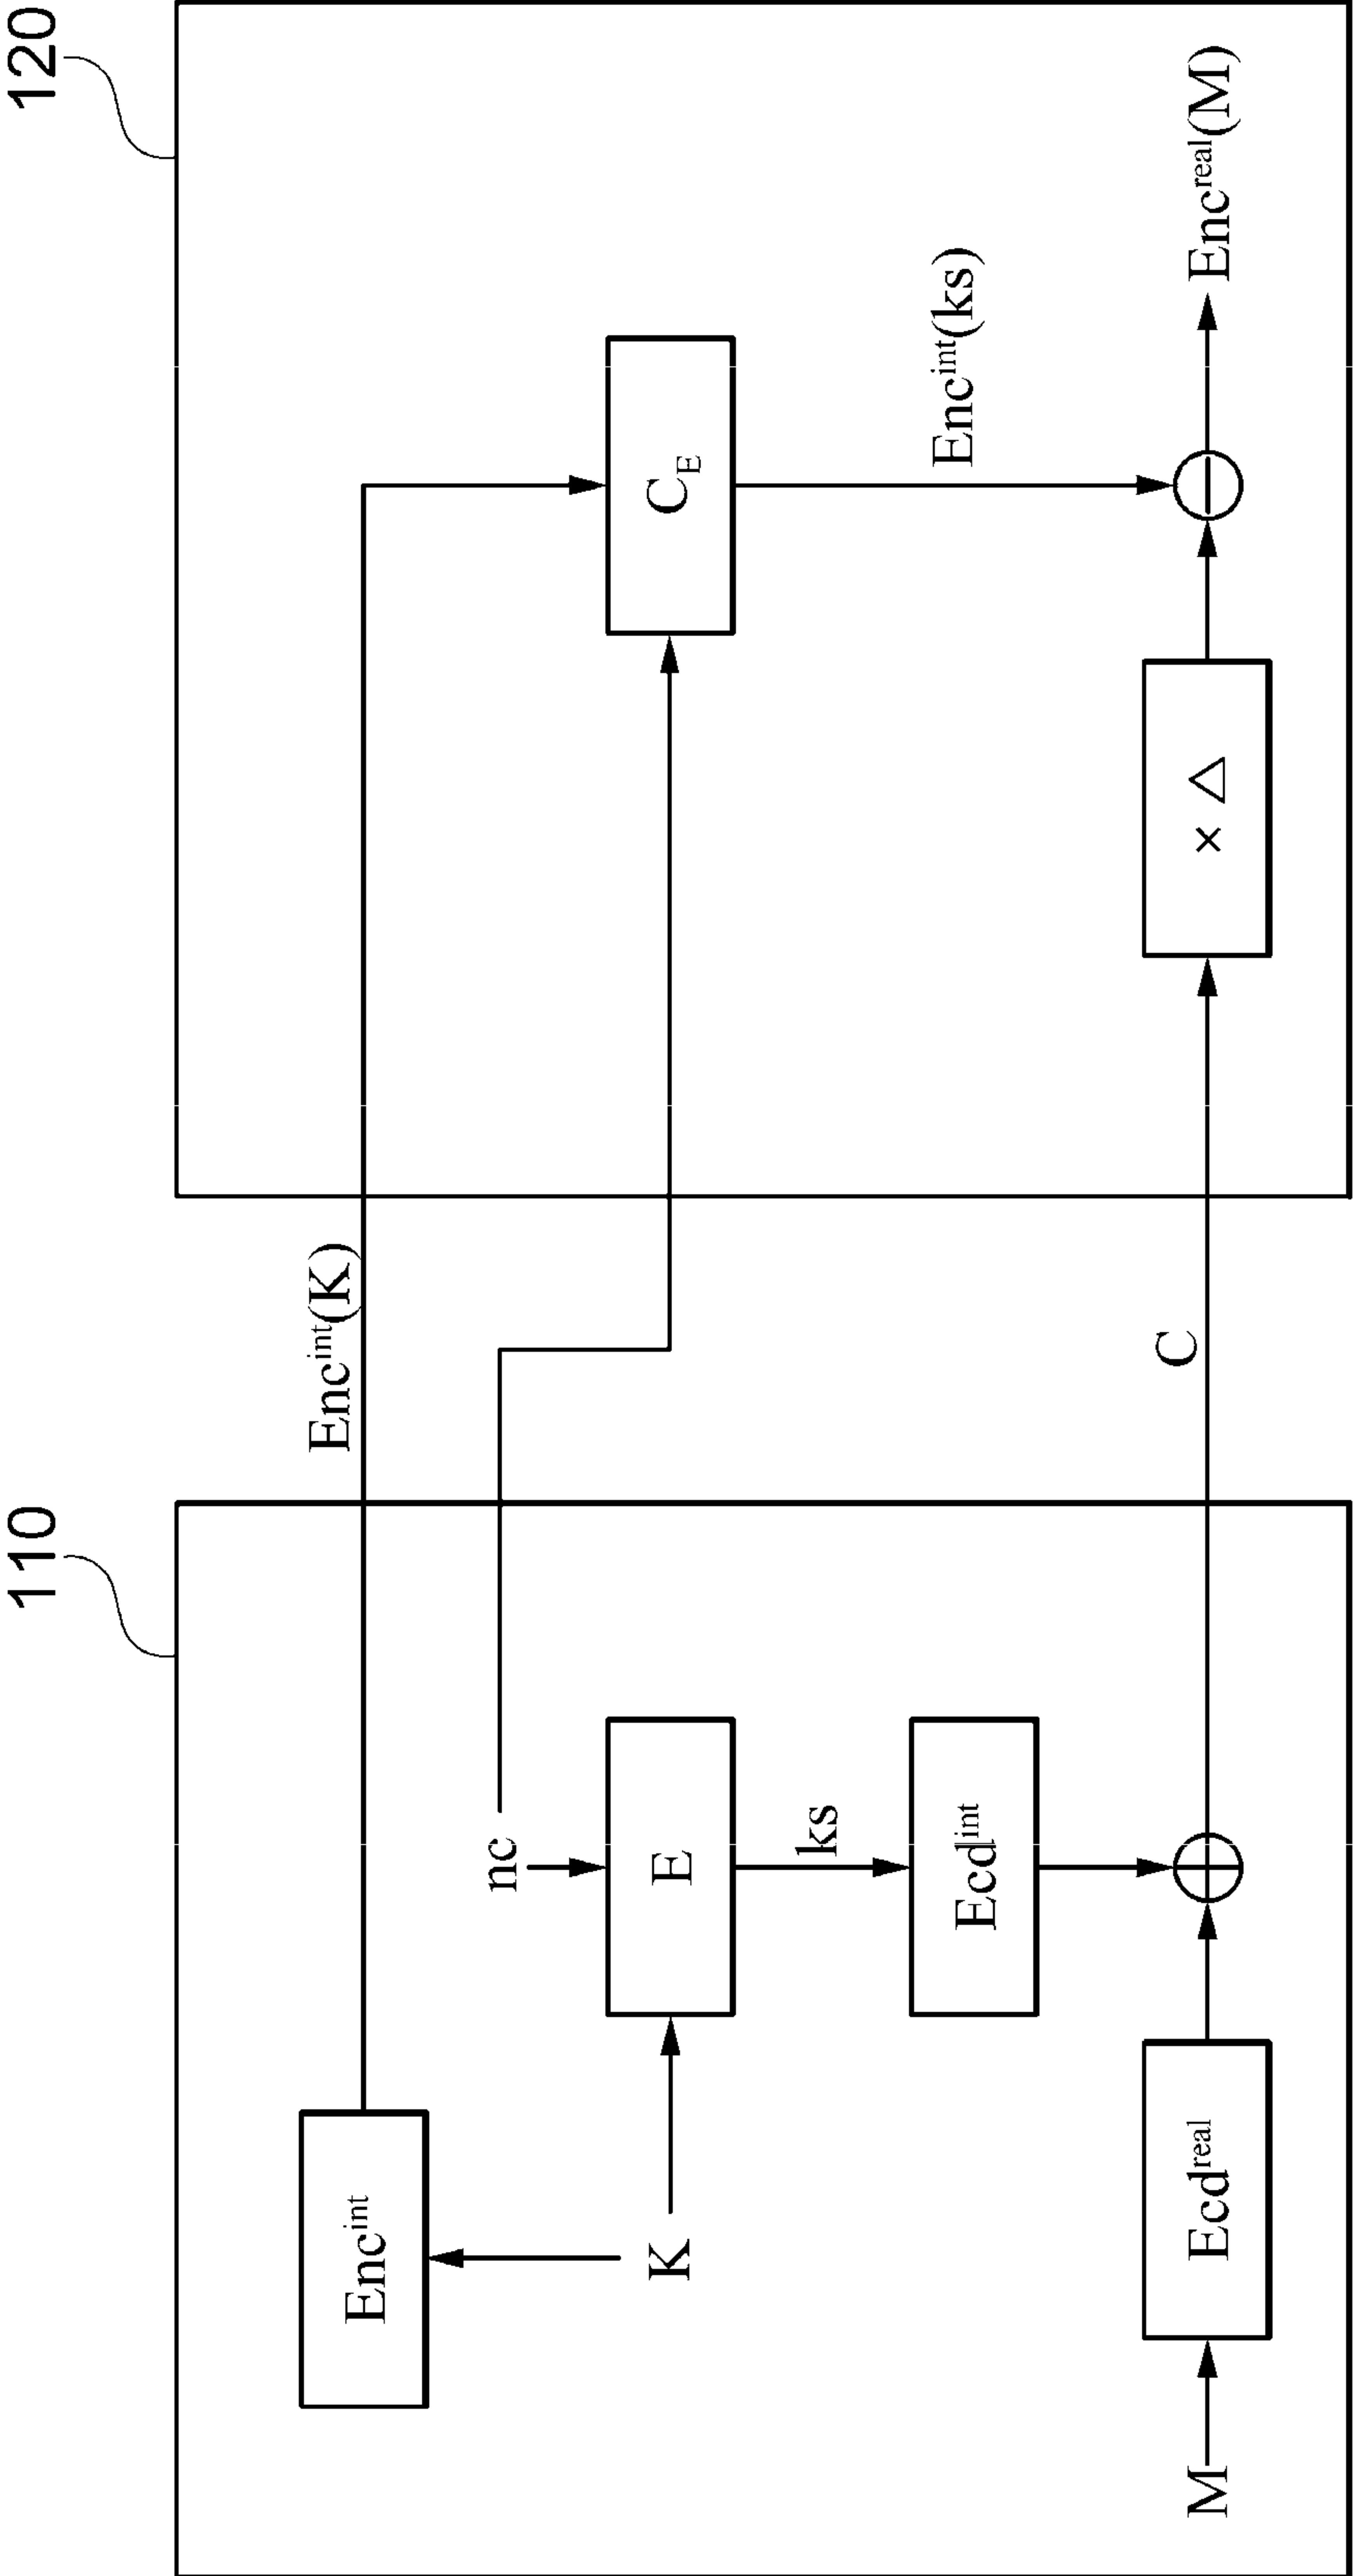 110
120
Enc^int
Enc^int(K)
nc
K
E
C_E
ks
Enc^int(ks)
Ecd^int
M
Ecd^real
C
× △
Enc^real(M)